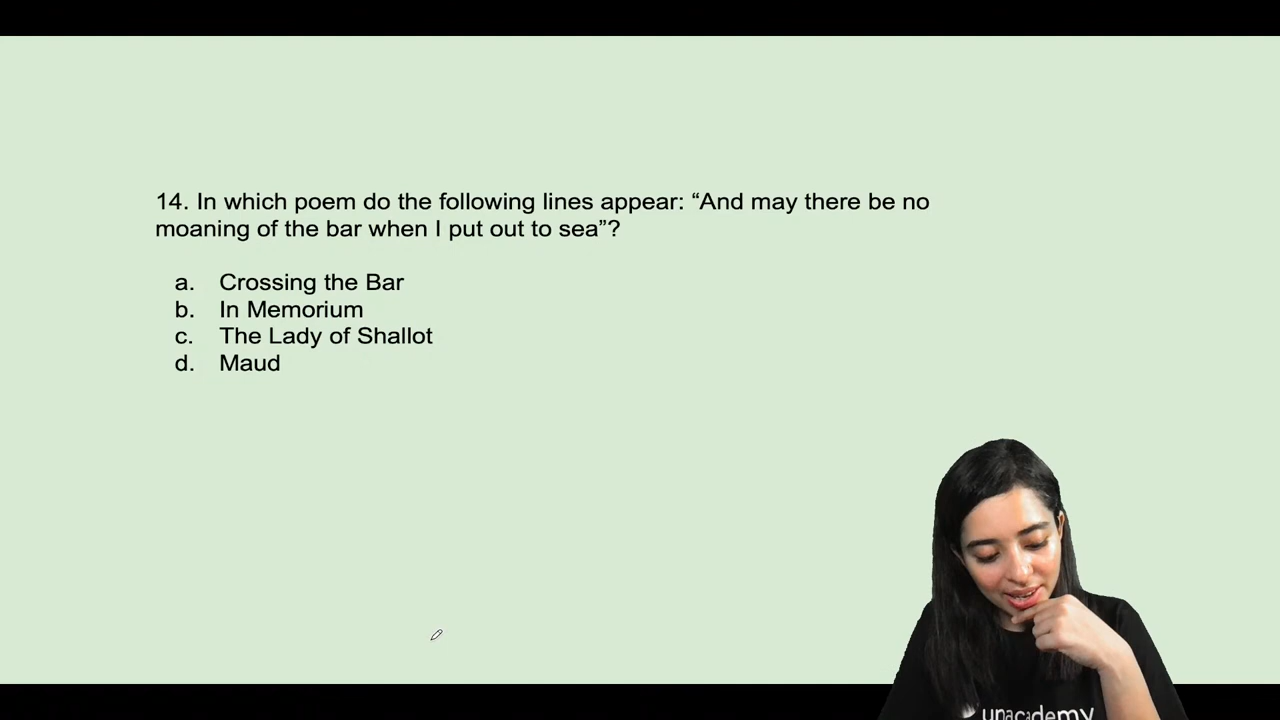 14. In which poem do the following lines appear: “And may there be no
moaning of the bar when I put out to sea”?
a. Crossing the Bar
b. In Memorium
c. The Lady of Shallot
d. Maud
unacademy